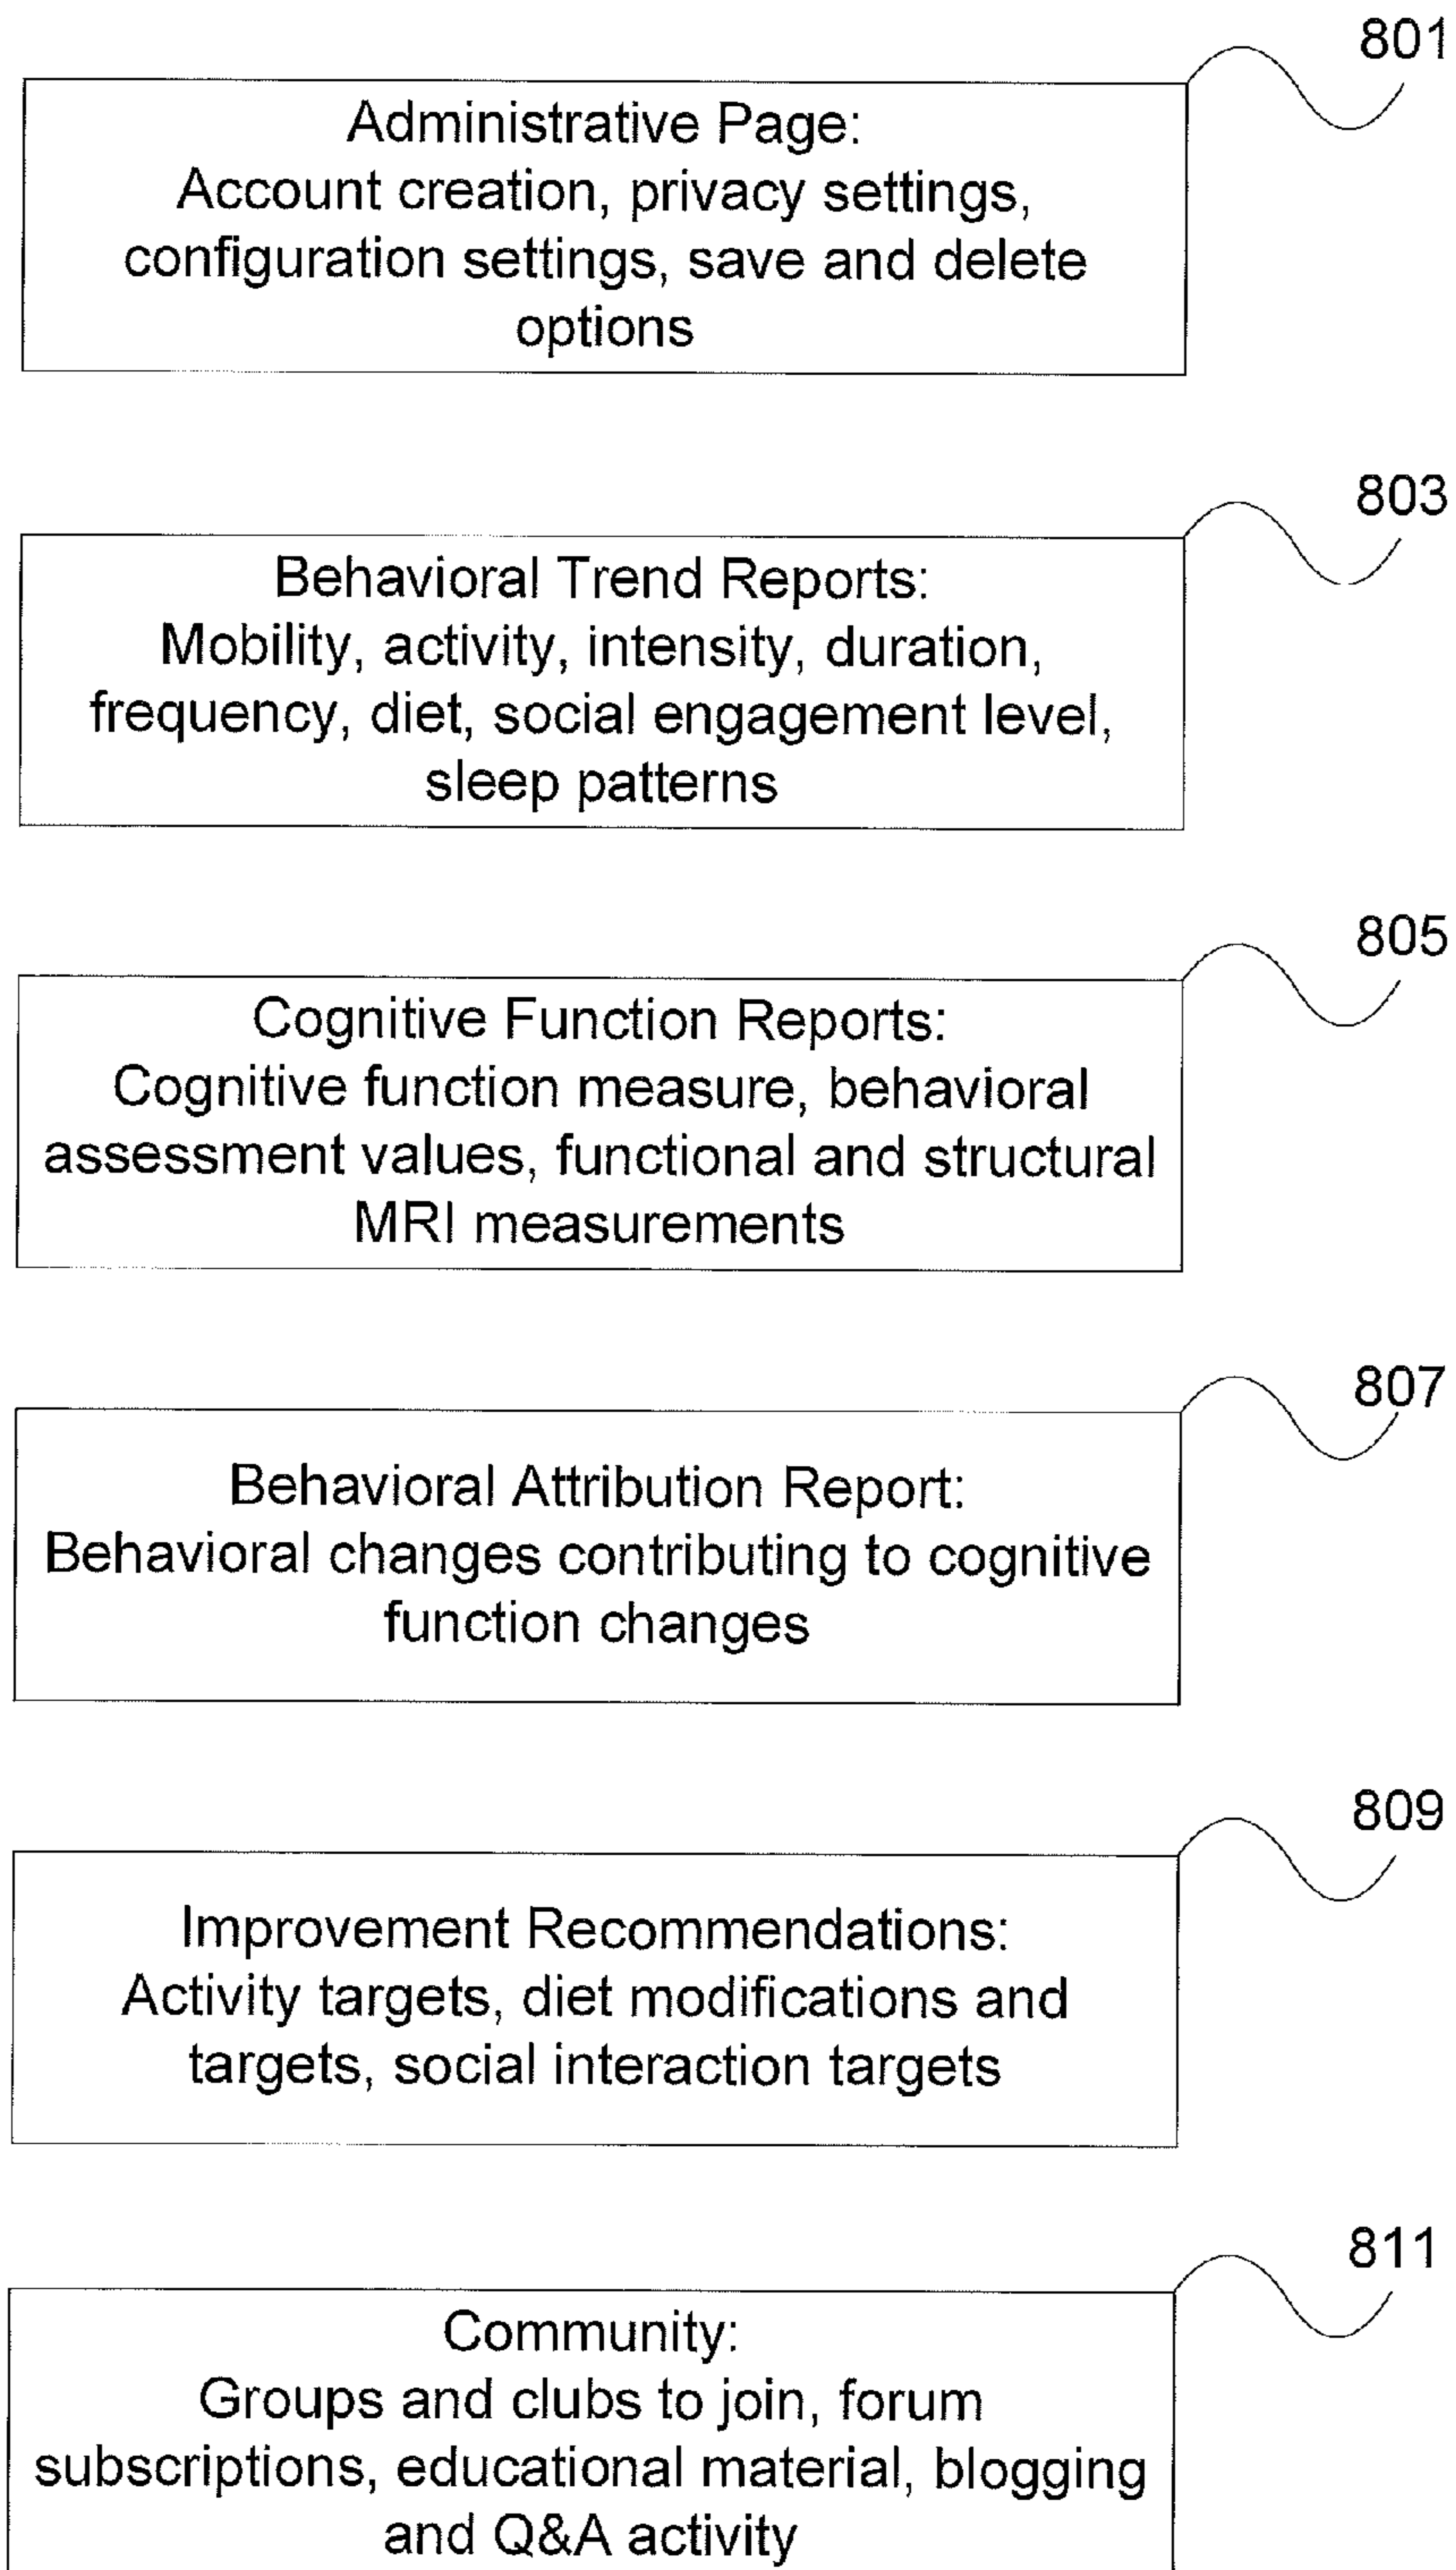 801
Administrative Page:
Account creation, privacy settings,
configuration settings, save and delete
options
803
Behavioral Trend Reports:
Mobility, activity, intensity, duration,
frequency, diet, social engagement level,
sleep patterns
805
Cognitive Function Reports:
Cognitive function measure, behavioral
assessment values, functional and structural
MRI measurements
807
Behavioral Attribution Report:
Behavioral changes contributing to cognitive
function changes
809
Improvement Recommendations:
Activity targets, diet modifications and
targets, social interaction targets
811
Community:
Groups and clubs to join, forum
subscriptions, educational material, blogging
and Q&A activity